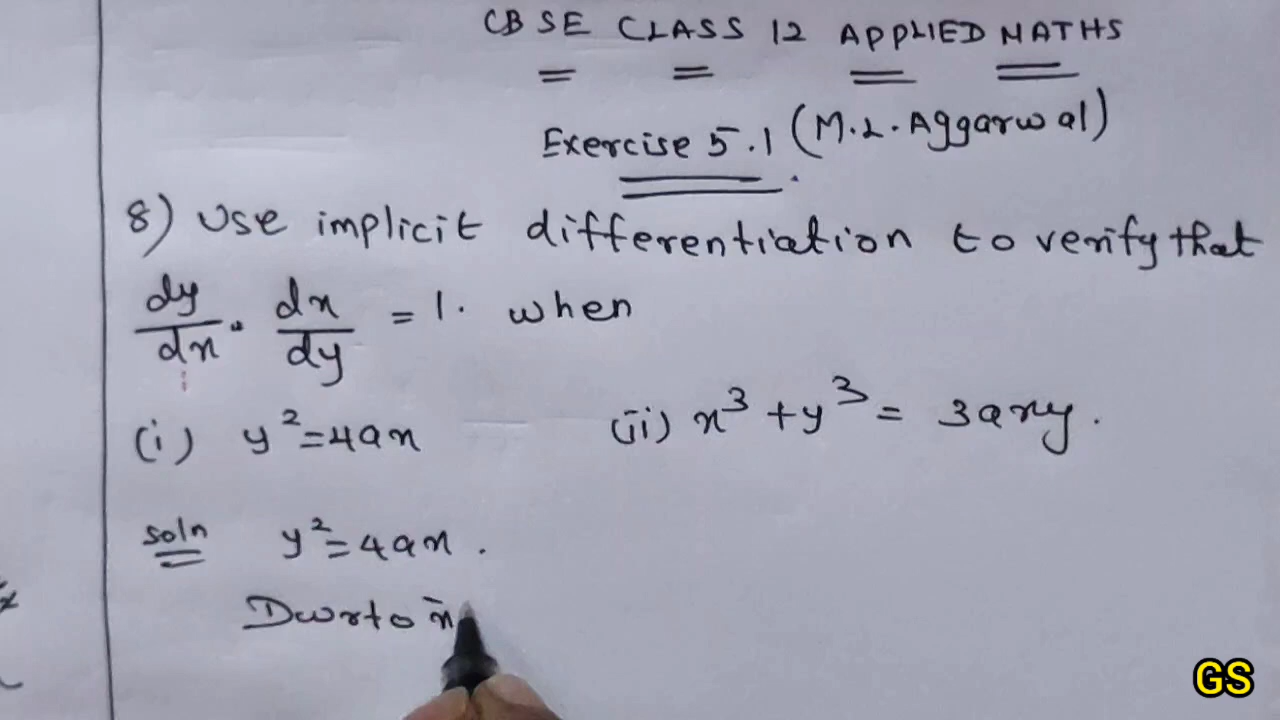 CBSE CLASS 12 APPLIED MATHS
Exercise 5.1 (M.L.Aggarwal)
8) Use implicit differentiation to verify that
dy/dx . dx/dy = 1. when
(i) y²=4ax (ii) x³+y³= 3axy.
soln y²=4ax.
Dwrto x
GS